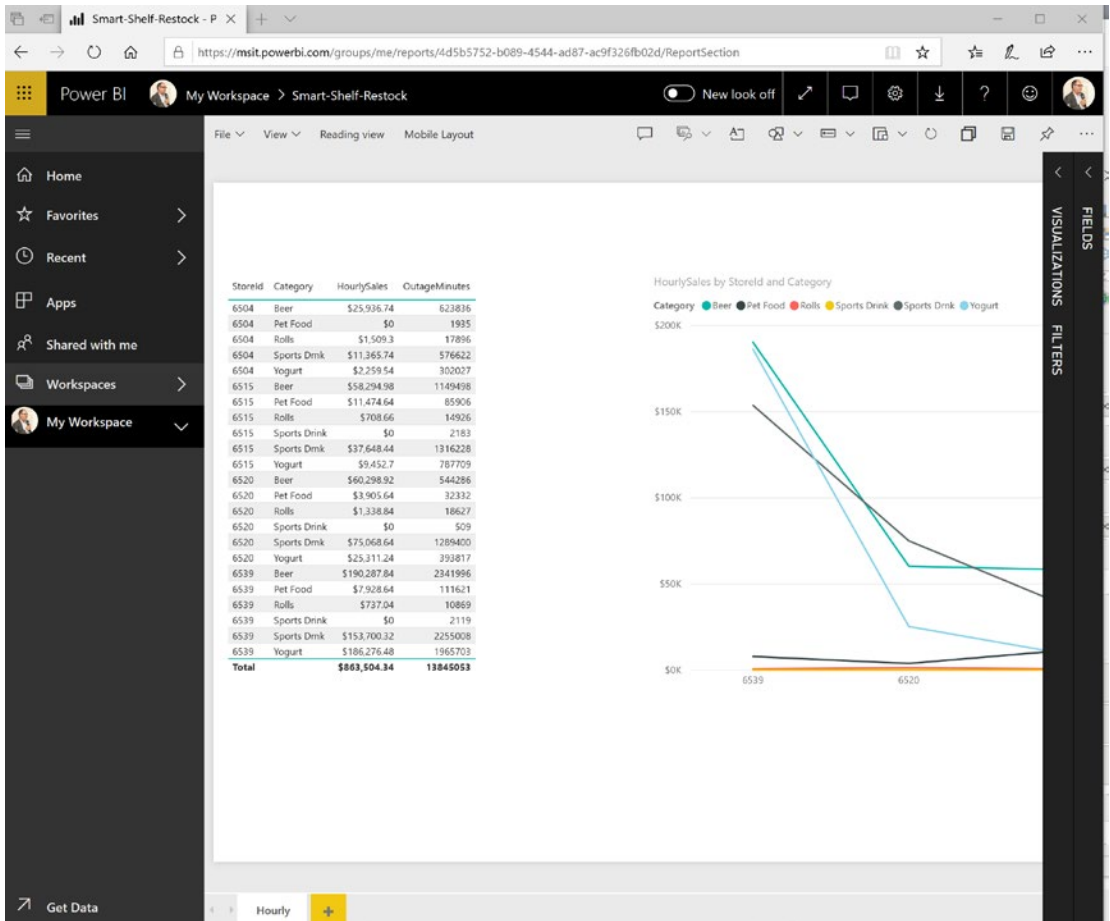 Smart-Shelf-Restock - P
https://msit.powerbi.com/groups/me/reports/4d5b5752-b089-4544-ad87-ac9f326fb02d/ReportSection
Power BI My Workspace > Smart-Shelf-Restock New look off ?
File View Reading view Mobile Layout
Home
Favorites
Recent
Apps
Shared with me
Workspaces
My Workspace
Get Data
StoreId Category HourlySales OutageMinutes
6504 Beer $25,936.74 623836
6504 Pet Food $0 1935
6504 Rolls $1,509.3 17896
6504 Sports Drnk $11,365.74 576622
6504 Yogurt $2,259.54 302027
6515 Beer $58,294.98 1149498
6515 Pet Food $11,474.64 85906
6515 Rolls $708.66 14926
6515 Sports Drink $0 2183
6515 Sports Drnk $37,648.44 1316228
6515 Yogurt $9,452.7 787709
6520 Beer $60,298.92 544286
6520 Pet Food $3,905.64 32332
6520 Rolls $1,338.84 18627
6520 Sports Drink $0 509
6520 Sports Drnk $75,068.64 1289400
6520 Yogurt $25,311.24 393817
6539 Beer $190,287.84 2341996
6539 Pet Food $7,928.64 111621
6539 Rolls $737.04 10869
6539 Sports Drink $0 2119
6539 Sports Drnk $153,700.32 2255008
6539 Yogurt $186,276.48 1965703
Total $863,504.34 13845053
HourlySales by StoreId and Category
Category Beer Pet Food Rolls Sports Drink Sports Drnk Yogurt
$200K
$150K
$100K
$50K
$0K
6539 6520
VISUALIZATIONS
FILTERS
FIELDS
Hourly +